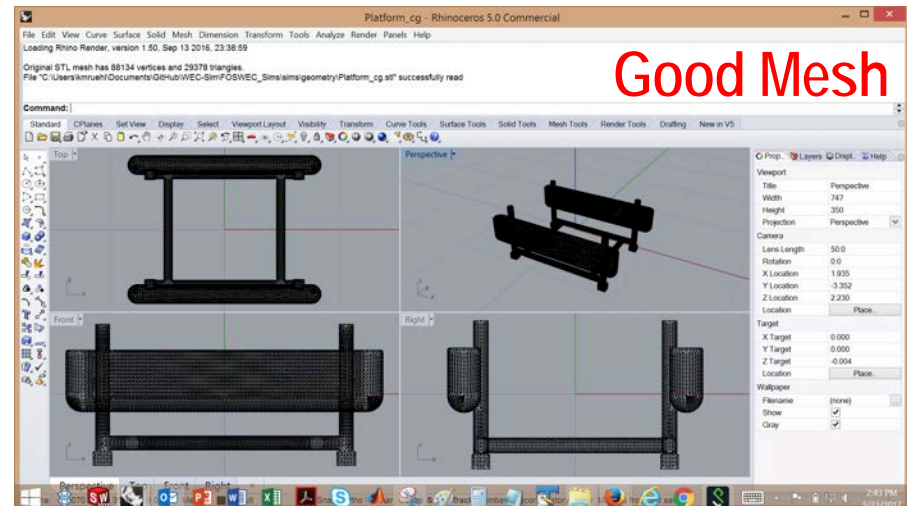 Platform_cg - Rhinoceros 5.0 Commercial
File Edit View Curve Surface Solid Mesh Dimension Transform Tools Analyze Render Panels Help
Loading Rhino Render, version 1.50, Sep 13 2016, 23:38:59
Original STL mesh has 88134 vertices and 29378 triangles.
File "C:\Users\kmruehl\Documents\GitHub\WEC-Sim\FOSWEC_Sims\sims\geometry\Platform_cg.stl" successfully read
Good Mesh
Command:
Standard CPlanes Set View Display Select Viewport Layout Visibility Transform Curve Tools Surface Tools Solid Tools Mesh Tools Render Tools Drafting New in V5
Top
Perspective
Front
Right
Prop.. Layers Displ.. Help
Viewport
Title Perspective
Width 747
Height 350
Projection Perspective
Camera
Lens Length 50.0
Rotation 0.0
X Location 1.935
Y Location -3.352
Z Location 2.230
Location Place...
Target
X Target 0.000
Y Target 0.000
Z Target -0.004
Location Place...
Wallpaper
Filename (none)
Show
Gray
Perspective Top Front Right
2:43 PM